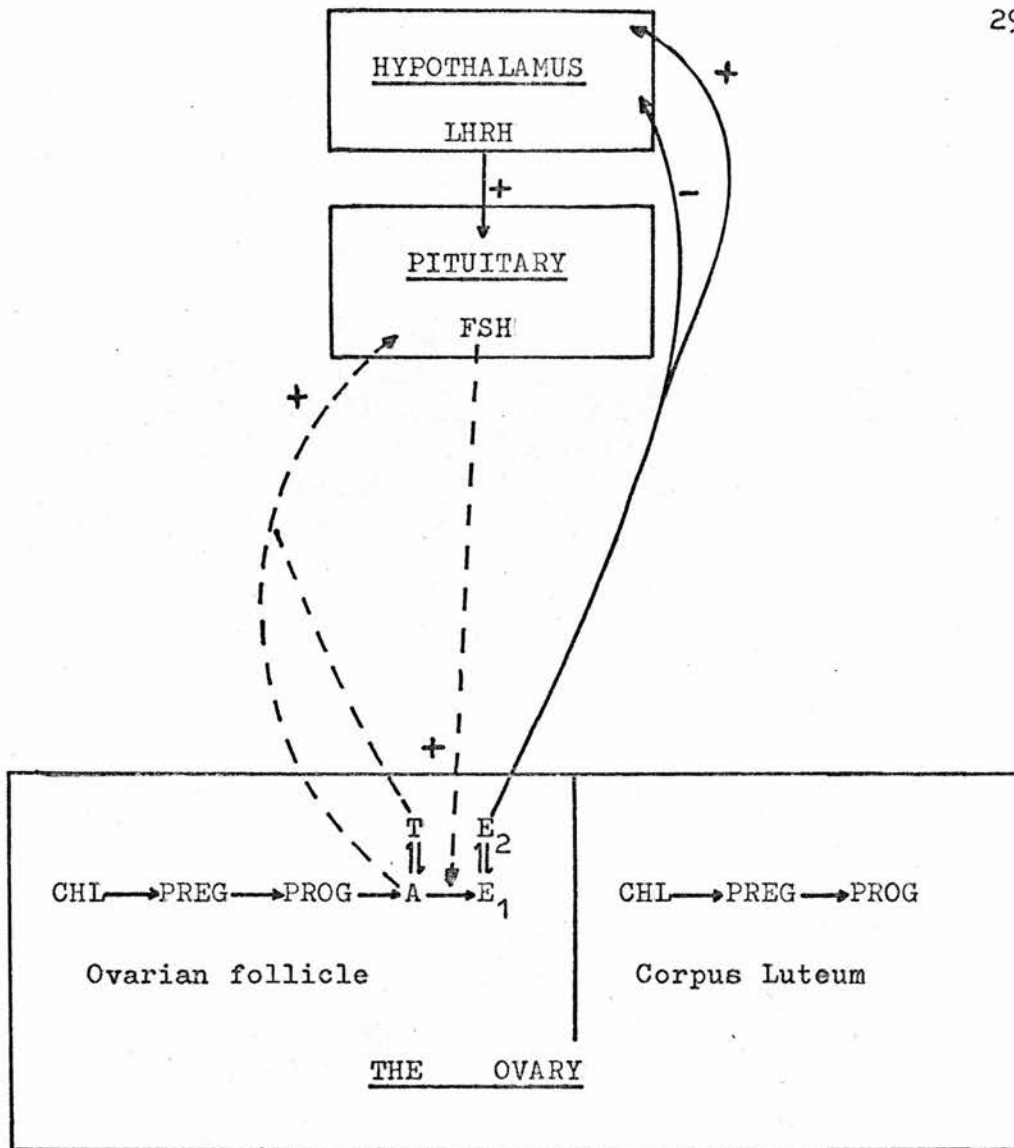 29
HYPOTHALAMUS
LHRH
+
+
-
PITUITARY
FSH
+
+
T E2
⇌ ⇌
CHL→PREG→PROG→A→E1 CHL→PREG→PROG
Ovarian follicle Corpus Luteum
THE OVARY